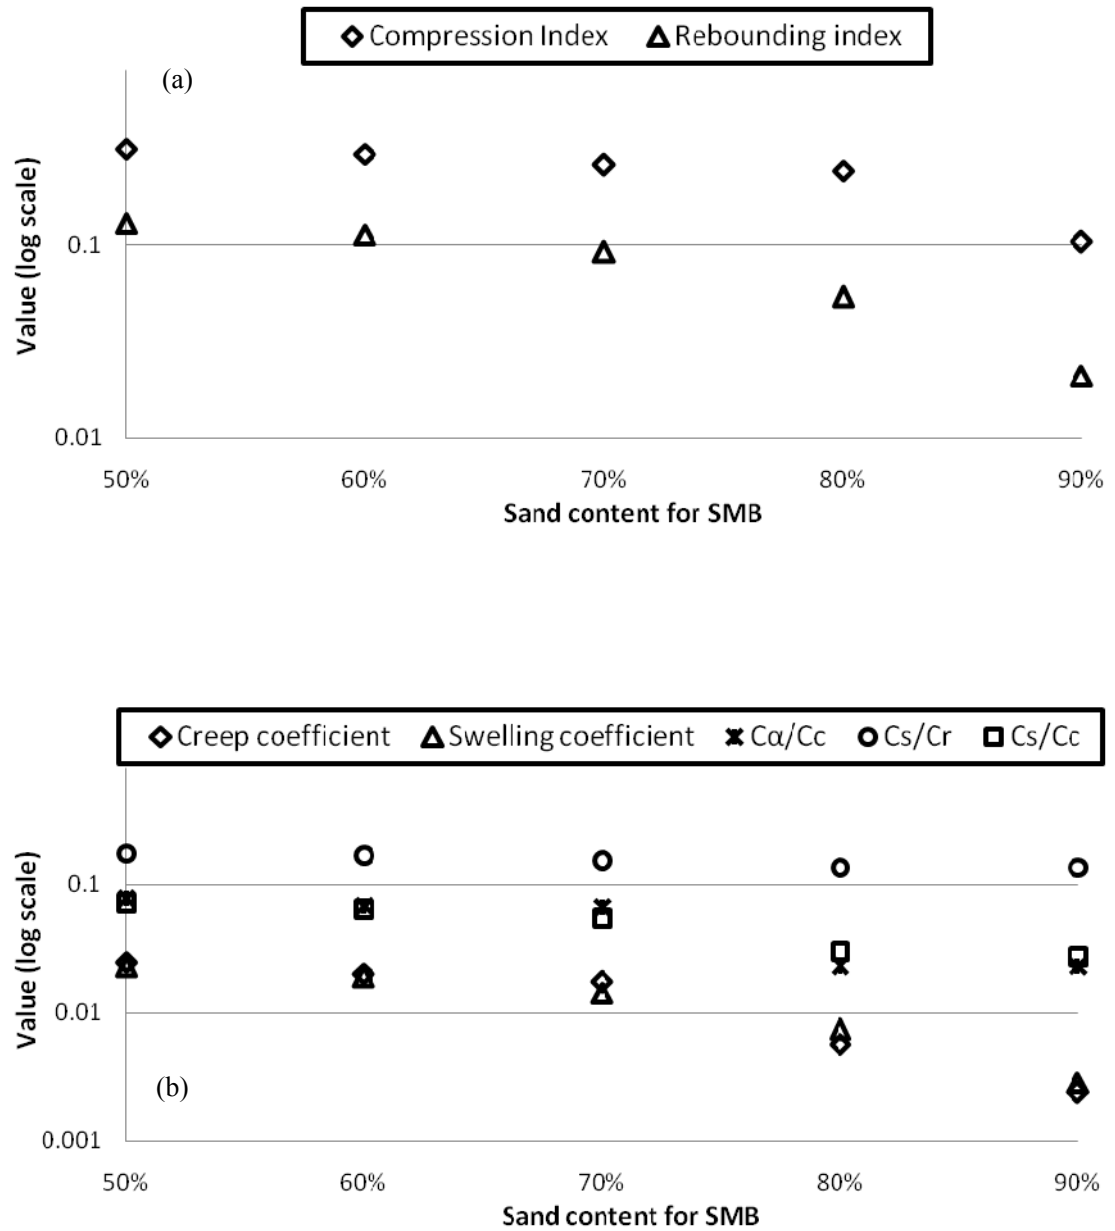 Compression Index Rebounding index
(a)
Value (log scale)
0.1
0.01
50% 60% 70% 80% 90%
Sand content for SMB
Creep coefficient Swelling coefficient Cα/Cc Cs/Cr Cs/Cc
Value (log scale)
0.1
0.01
(b)
0.001
50% 60% 70% 80% 90%
Sand content for SMB